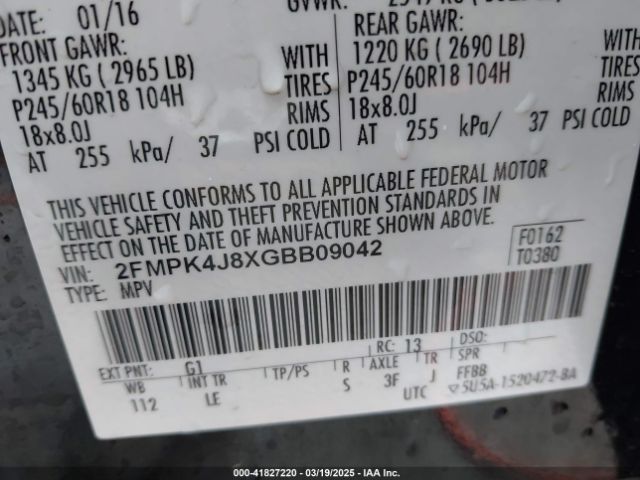 DATE: 01/16
GVWR:
FRONT GAWR:
1345 KG ( 2965 LB) WITH
P245/60R18 104H TIRES
18x8.0J RIMS
AT 255 kPa/ 37 PSI COLD
REAR GAWR:
1220 KG ( 2690 LB) WITH
P245/60R18 104H TIRES
18x8.0J RIMS
AT 255 kPa/ 37 PSI COLD
THIS VEHICLE CONFORMS TO ALL APPLICABLE FEDERAL MOTOR
VEHICLE SAFETY AND THEFT PREVENTION STANDARDS IN
EFFECT ON THE DATE OF MANUFACTURE SHOWN ABOVE.
VIN: 2FMPK4J8XGBB09042
TYPE: MPV
F0162
T0380
EXT PNT: G1 RC: 13 DSO:
WB INT TR TP/PS R AXLE TR SPR
112 LE S 3F J FFBB
UTC 5U5A-1520472-BA
000-41827220 - 03/19/2025 - IAA Inc.